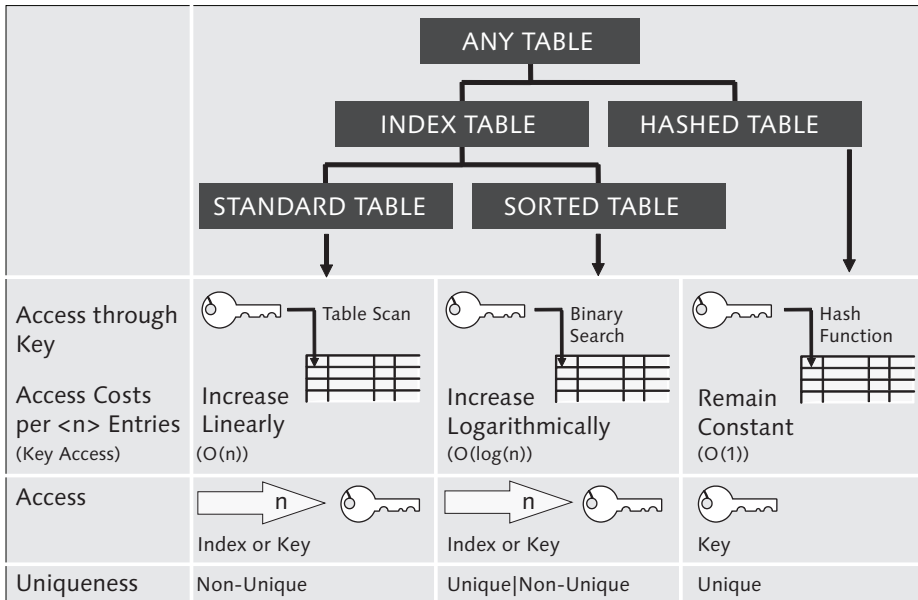 ANY TABLE
INDEX TABLE
HASHED TABLE
STANDARD TABLE
SORTED TABLE
Access through
Key
Access Costs
per <n> Entries
(Key Access)
Table Scan
Increase
Linearly
(O(n))
Binary
Search
Increase
Logarithmically
(O(log(n))
Hash
Function
Remain
Constant
(O(1))
Access
n
Index or Key
n
Index or Key
Key
Uniqueness
Non-Unique
Unique|Non-Unique
Unique